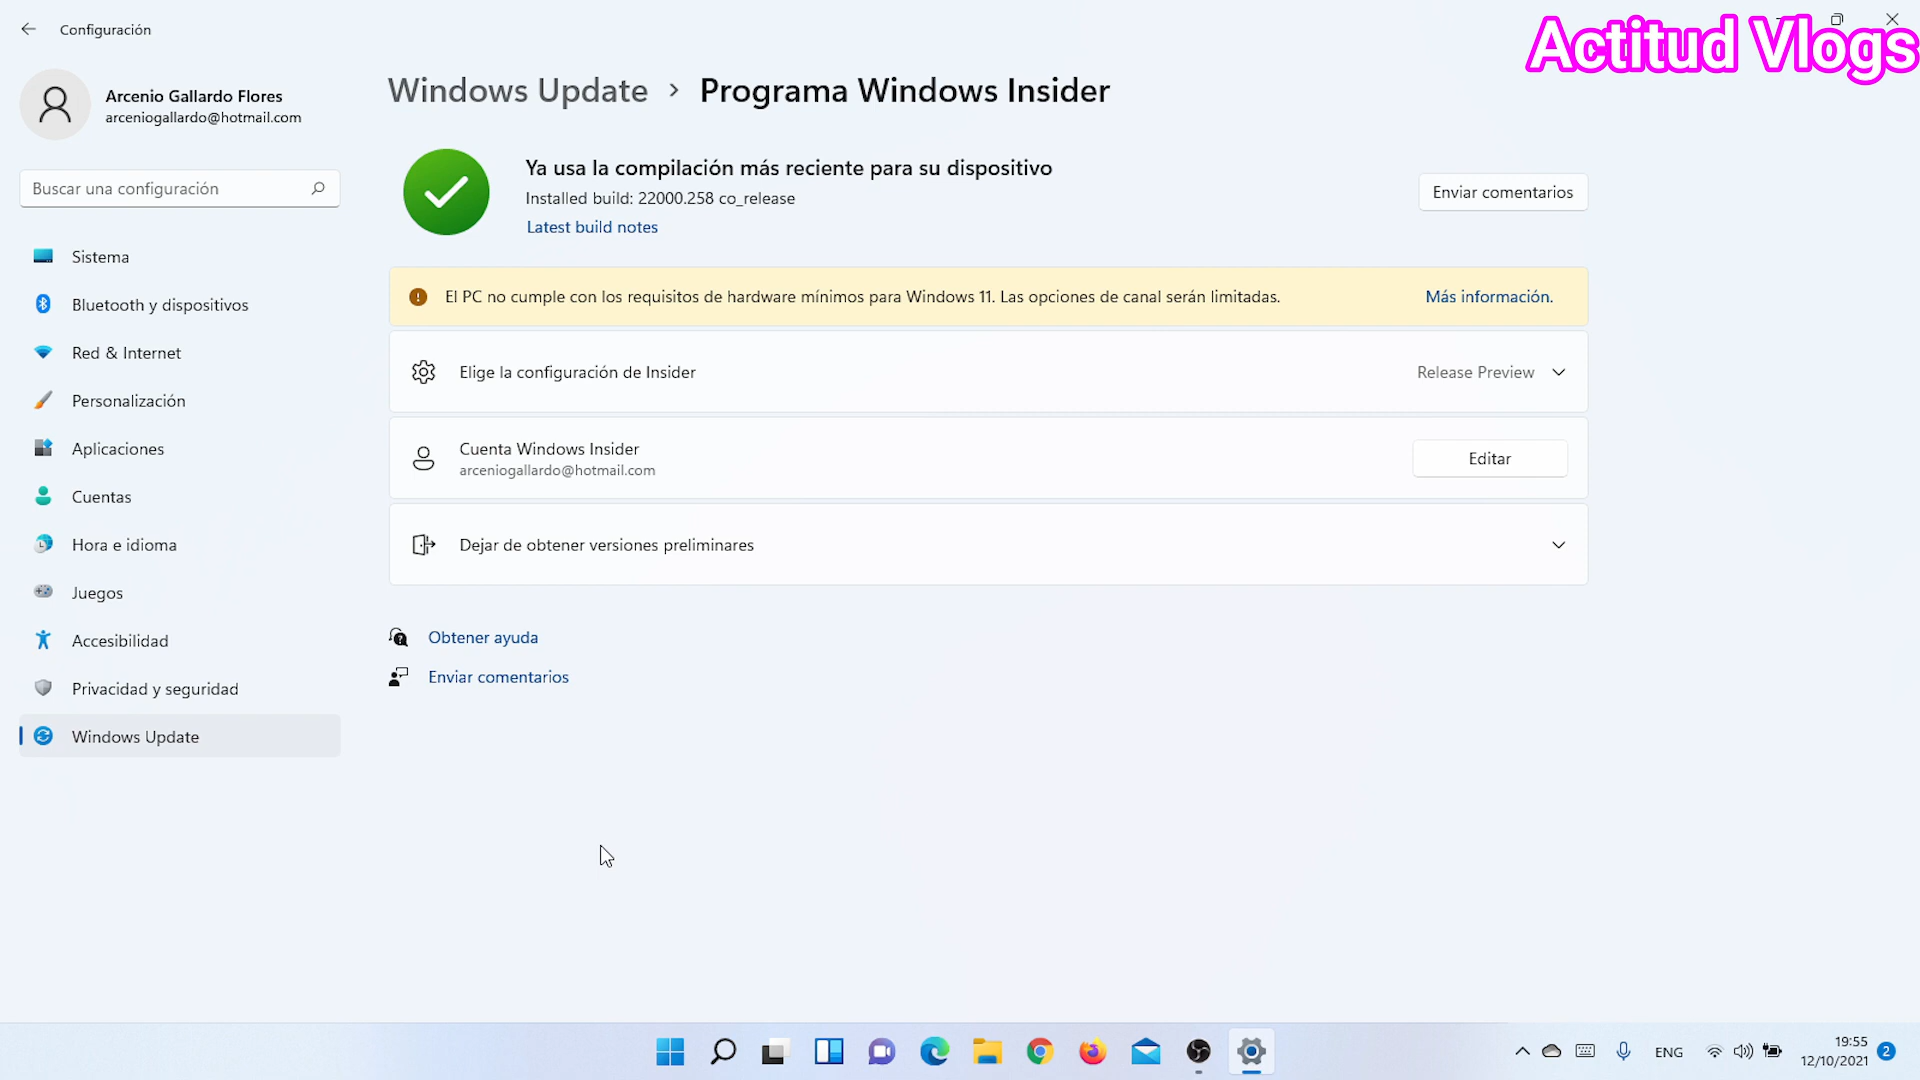 Configuración
Actitud Vlogs
Arcenio Gallardo Flores
arceniogallardo@hotmail.com
Buscar una configuración
Sistema
Bluetooth y dispositivos
Red & Internet
Personalización
Aplicaciones
Cuentas
Hora e idioma
Juegos
Accesibilidad
Privacidad y seguridad
Windows Update
Windows Update > Programa Windows Insider
Ya usa la compilación más reciente para su dispositivo
Installed build: 22000.258 co_release
Latest build notes
Enviar comentarios
El PC no cumple con los requisitos de hardware mínimos para Windows 11. Las opciones de canal serán limitadas.
Más información.
Elige la configuración de Insider
Release Preview
Cuenta Windows Insider
arceniogallardo@hotmail.com
Editar
Dejar de obtener versiones preliminares
Obtener ayuda
Enviar comentarios
ENG
19:55
12/10/2021
2